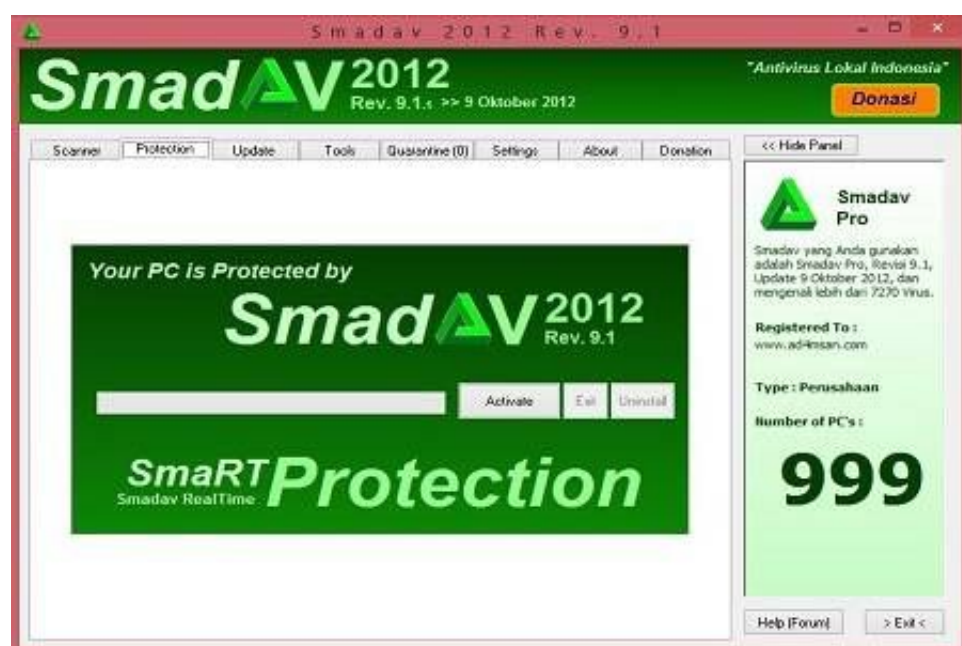 Smadav 2012 Rev. 9.1
SmadAV 2012
Rev. 9.1.1 >> 9 Oktober 2012
"Antivirus Lokal Indonesia"
Donasi
Scanner Protection Update Tools Quarantine (0) Settings About Donation
<< Hide Panel
Your PC is Protected by
SmadAV 2012
Rev. 9.1
Activate Exit Uninstall
SmaRT Protection
Smadav RealTime
Smadav
Pro
Smadav yang Anda gunakan
adalah Smadav Pro, Revisi 9.1,
Update 9 Oktober 2012, dan
mengenali lebih dari 7270 Virus.
Registered To :
www.ad4msan.com
Type : Perusahaan
Number of PC's :
999
Help (Forum) > Exit <